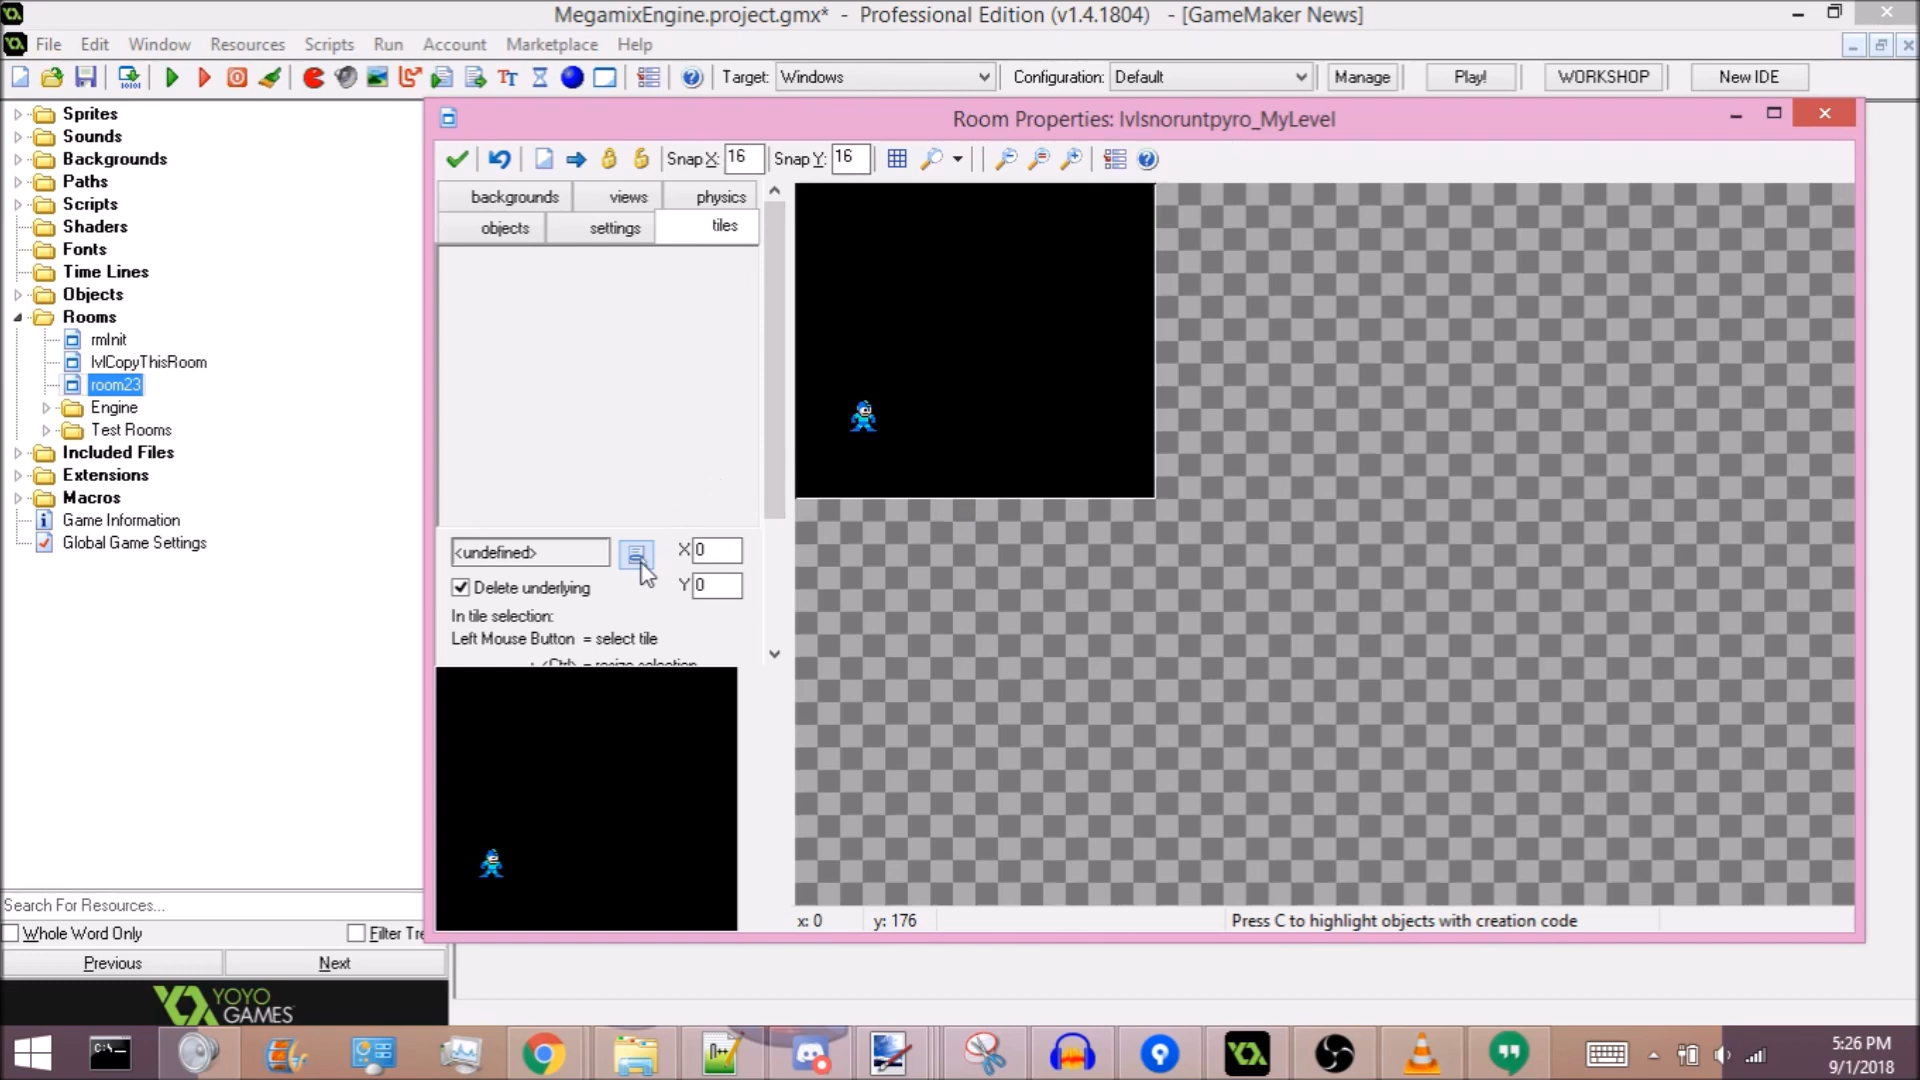 MegamixEngine.project.gmx* - Professional Edition (v1.4.1804) - [GameMaker News]
File Edit Window Resources Scripts Run Account Marketplace Help
Target: Windows Configuration: Default Manage Play! WORKSHOP New IDE
Room Properties: lvlsnoruntpyro_MyLevel
Snap X: 16 Snap Y: 16
backgrounds views physics
objects settings tiles
Sprites
Sounds
Backgrounds
Paths
Scripts
Shaders
Fonts
Time Lines
Objects
Rooms
rmInit
lvlCopyThisRoom
room23
Engine
Test Rooms
Included Files
Extensions
Macros
Game Information
Global Game Settings
<undefined> X 0
Delete underlying Y 0
In tile selection:
Left Mouse Button = select tile
+ <Ctrl> = resize selection
x: 0 y: 176 Press C to highlight objects with creation code
Search For Resources...
Whole Word Only Filter Tre
Previous Next
YOYO
GAMES
C:\_
N++
5:26 PM
9/1/2018